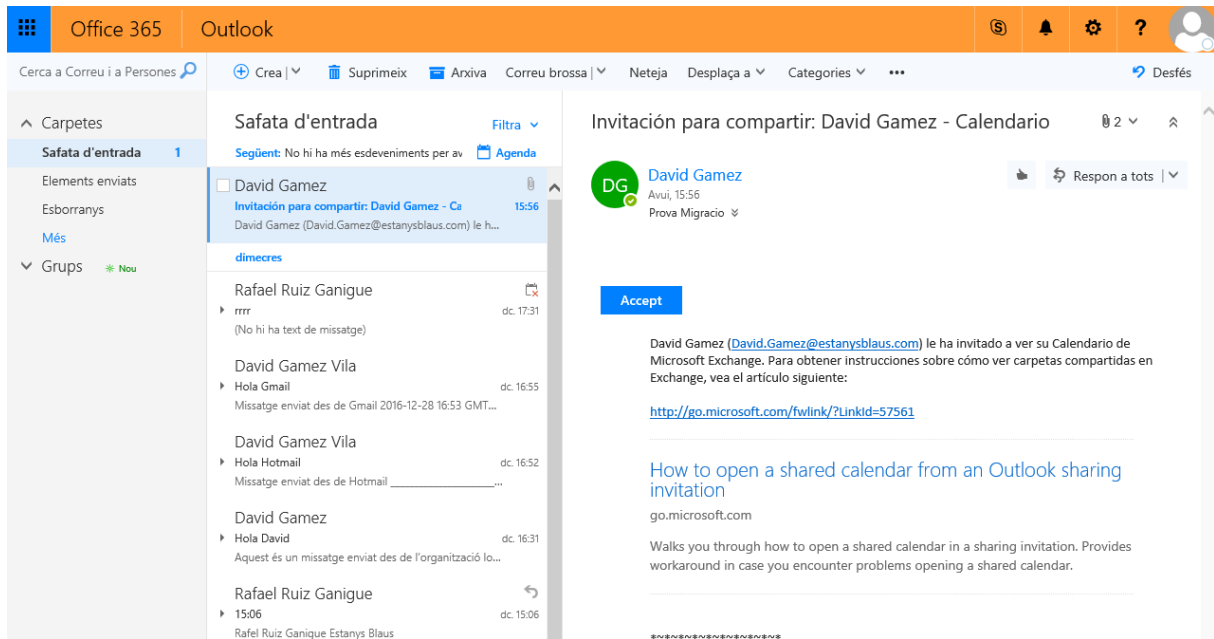 Office 365
Outlook
Cerca a Correu i a Persones
Crea
Suprimeix
Arxiva
Correu brossa
Neteja
Desplaça a
Categories
Desfés
Carpetes
Safata d'entrada 1
Elements enviats
Esborranys
Més
Grups Nou
Safata d'entrada
Filtra
Següent: No hi ha més esdeveniments per av
Agenda
David Gamez
Invitación para compartir: David Gamez - Ca 15:56
David Gamez (David.Gamez@estanysblaus.com) le h...
dimecres
Rafael Ruiz Ganigue
rrrr dc. 17:31
(No hi ha text de missatge)
David Gamez Vila
Hola Gmail dc. 16:55
Missatge enviat des de Gmail 2016-12-28 16:53 GMT...
David Gamez Vila
Hola Hotmail dc. 16:52
Missatge enviat des de Hotmail ___________________...
David Gamez
Hola David dc. 16:31
Aquest és un missatge enviat des de l'organització lo...
Rafael Ruiz Ganigue
15:06 dc. 15:06
Rafel Ruiz Ganigue Estanys Blaus
Invitación para compartir: David Gamez - Calendario
2
DG
David Gamez
Avui, 15:56
Prova Migracio
Respon a tots
Accept
David Gamez (David.Gamez@estanysblaus.com) le ha invitado a ver su Calendario de
Microsoft Exchange. Para obtener instrucciones sobre cómo ver carpetas compartidas en
Exchange, vea el artículo siguiente:
http://go.microsoft.com/fwlink/?LinkId=57561
How to open a shared calendar from an Outlook sharing
invitation
go.microsoft.com
Walks you through how to open a shared calendar in a sharing invitation. Provides
workaround in case you encounter problems opening a shared calendar.
*~*~*~*~*~*~*~*~*~*